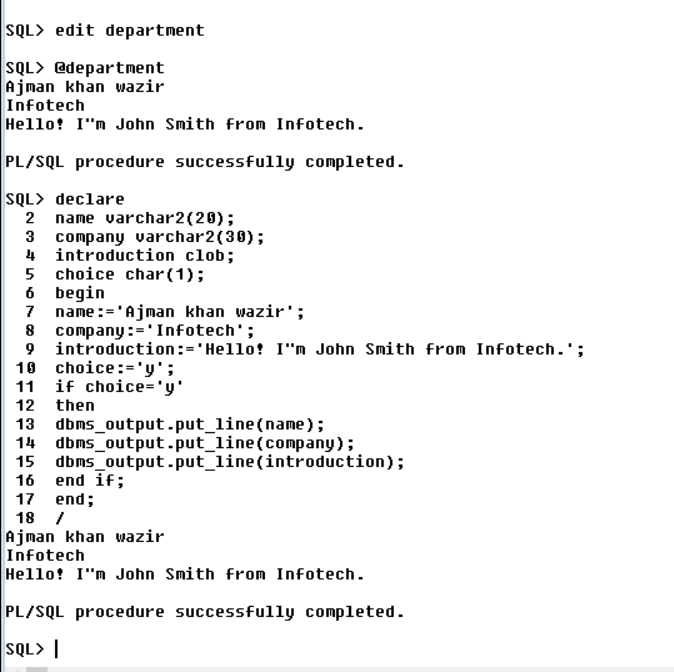 SQL> edit department
SQL> @department
Ajman khan wazir
Infotech
Hello! I"m John Smith from Infotech.
PL/SQL procedure successfully completed.
SQL> declare
2 name varchar2(20);
3 company varchar2(30);
4 introduction clob;
5 choice char(1);
6 begin
7 name:='Ajman khan wazir';
8 company:='Infotech';
9 introduction:='Hello! I"m John Smith from Infotech.';
10 choice:='y';
11 if choice='y'
12 then
13 dbms_output.put_line(name);
14 dbms_output.put_line(company);
15 dbms_output.put_line(introduction);
16 end if;
17 end;
18 /
Ajman khan wazir
Infotech
Hello! I"m John Smith from Infotech.
PL/SQL procedure successfully completed.
SQL>